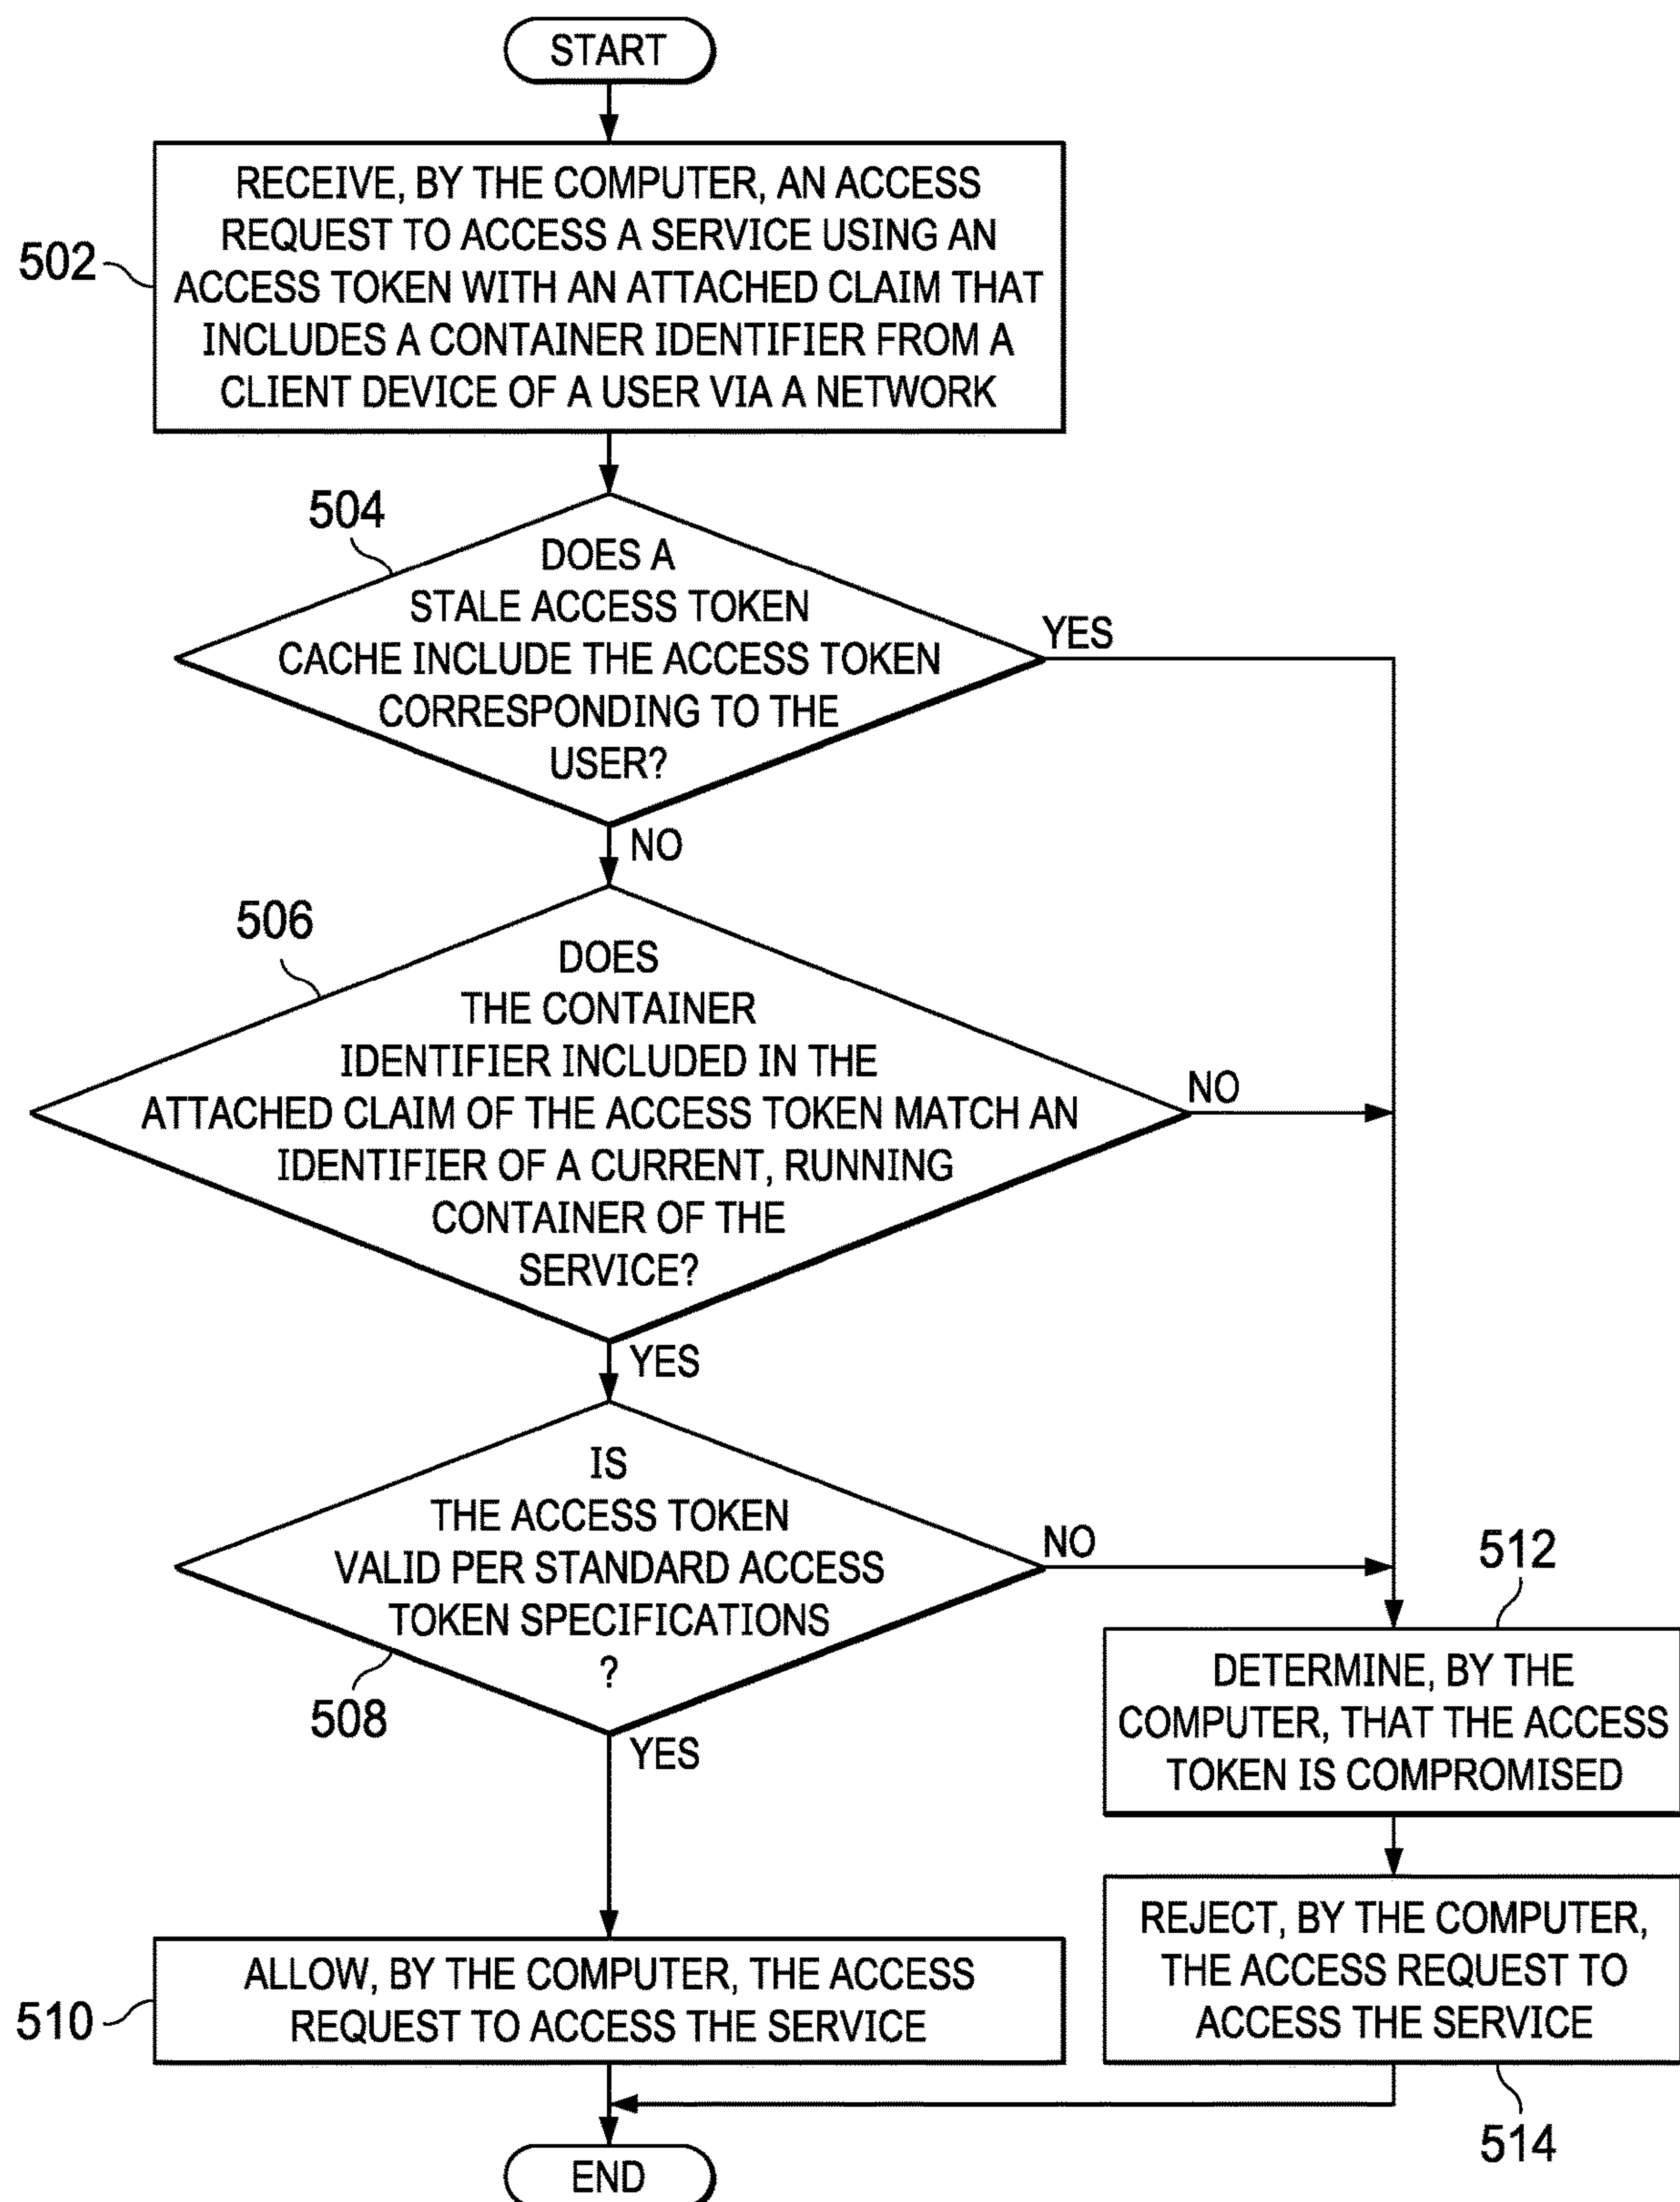 START
RECEIVE, BY THE COMPUTER, AN ACCESS
REQUEST TO ACCESS A SERVICE USING AN
ACCESS TOKEN WITH AN ATTACHED CLAIM THAT
INCLUDES A CONTAINER IDENTIFIER FROM A
CLIENT DEVICE OF A USER VIA A NETWORK
502
504
DOES A
STALE ACCESS TOKEN
CACHE INCLUDE THE ACCESS TOKEN
CORRESPONDING TO THE
USER?
YES
NO
506
DOES
THE CONTAINER
IDENTIFIER INCLUDED IN THE
ATTACHED CLAIM OF THE ACCESS TOKEN MATCH AN
IDENTIFIER OF A CURRENT, RUNNING
CONTAINER OF THE
SERVICE?
NO
YES
IS
THE ACCESS TOKEN
VALID PER STANDARD ACCESS
TOKEN SPECIFICATIONS
?
NO
508
YES
512
DETERMINE, BY THE
COMPUTER, THAT THE ACCESS
TOKEN IS COMPROMISED
REJECT, BY THE COMPUTER,
THE ACCESS REQUEST TO
ACCESS THE SERVICE
514
510
ALLOW, BY THE COMPUTER, THE ACCESS
REQUEST TO ACCESS THE SERVICE
END